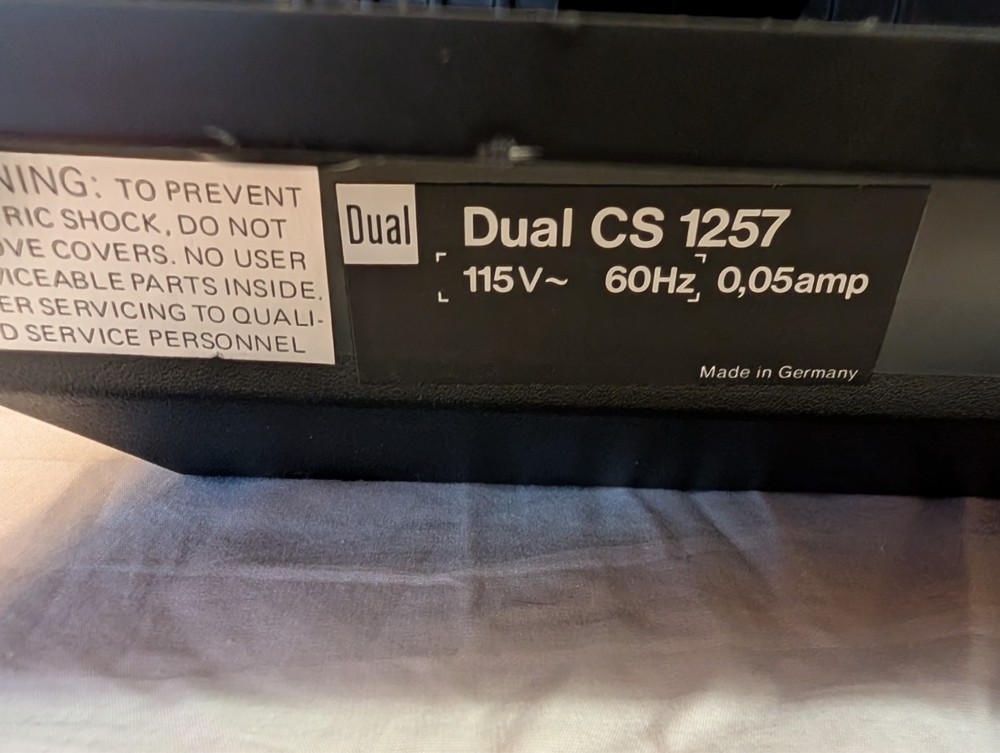 NING: TO PREVENT
RIC SHOCK, DO NOT
OVE COVERS. NO USER
VICEABLE PARTS INSIDE.
ER SERVICING TO QUALI-
D SERVICE PERSONNEL
Dual
Dual CS 1257
115V~ 60Hz 0,05amp
Made in Germany